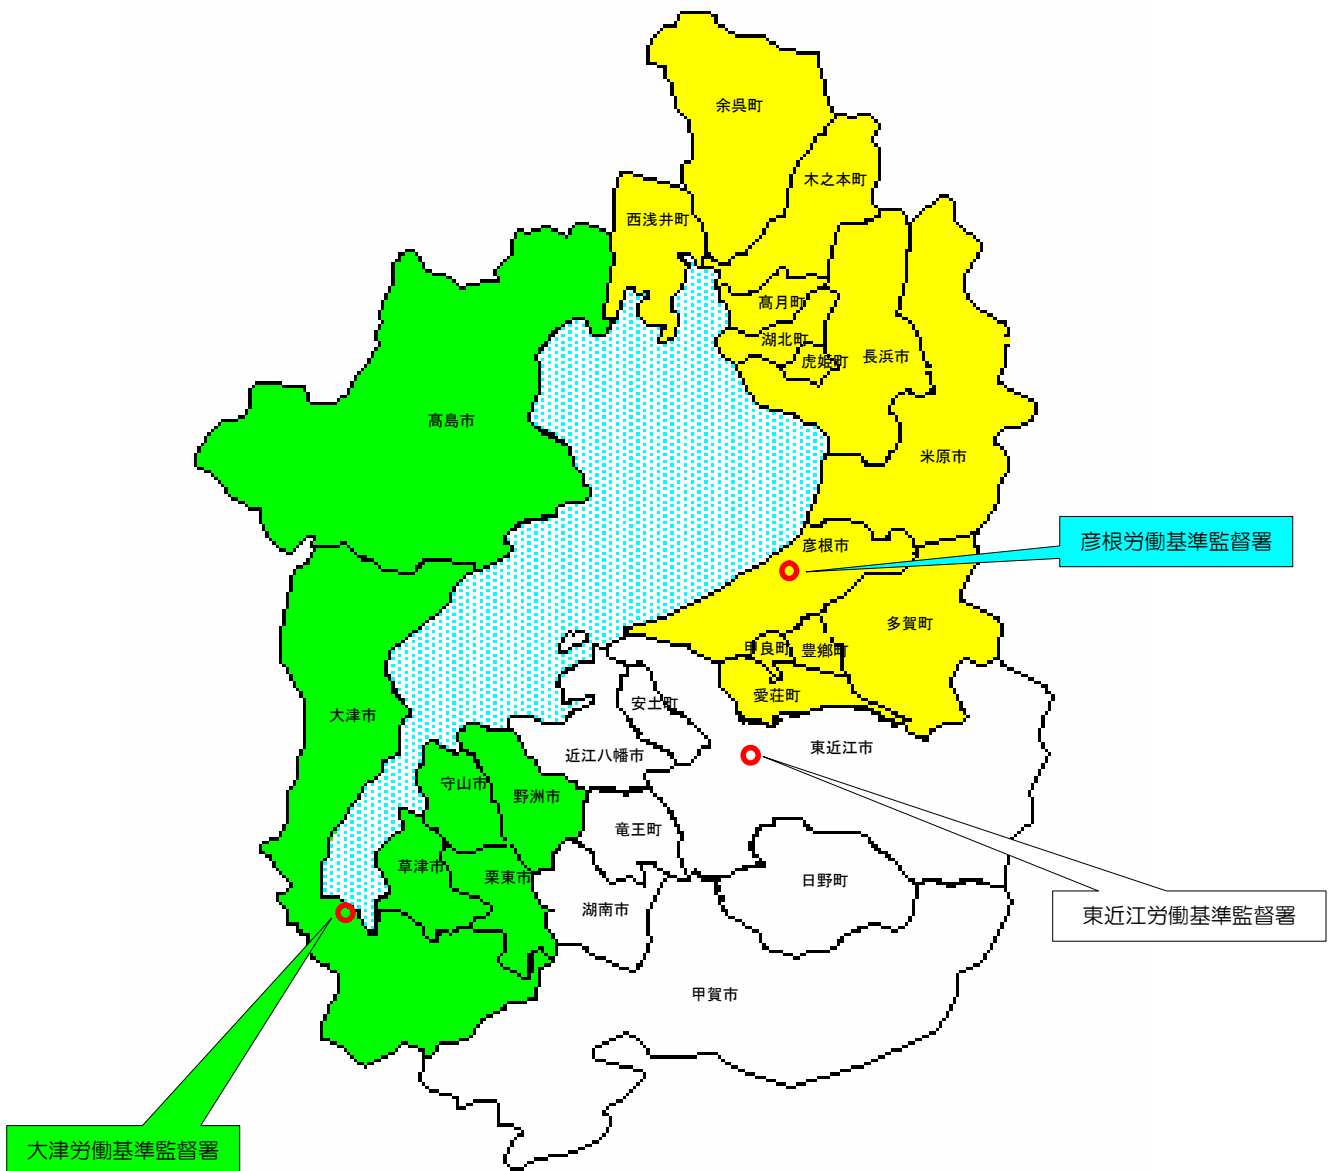 余呉町
木之本町
西浅井町
髙月町
湖北町
虎姫町
長浜市
髙島市
米原市
彦根労働基準監督署
彦根市
多賀町
甲良町
豊郷町
愛荘町
安土町
大津市
東近江市
近江八幡市
守山市
野洲市
竜王町
草津市
栗東市
日野町
湖南市
東近江労働基準監督署
甲賀市
大津労働基準監督署